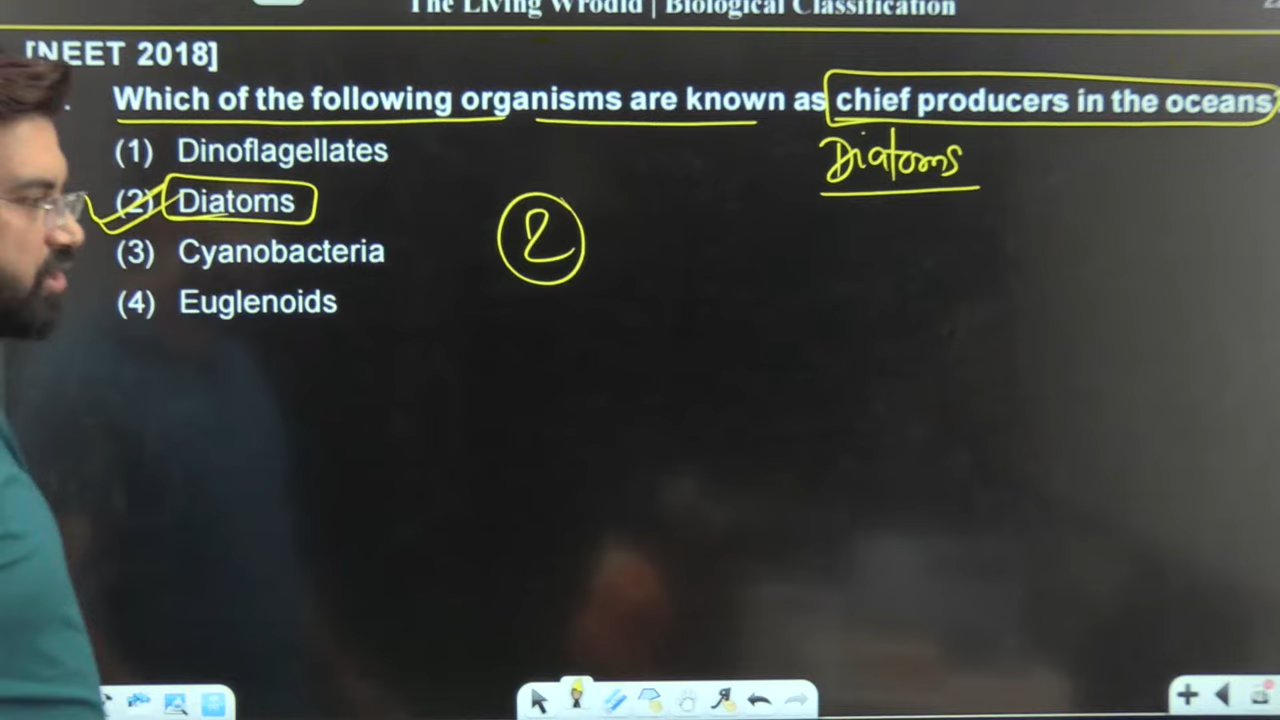 The Living Wrodld | Biological Classification
[NEET 2018]
Which of the following organisms are known as chief producers in the oceans
Diatoms
(1) Dinoflagellates
(2) Diatoms
2
(3) Cyanobacteria
(4) Euglenoids